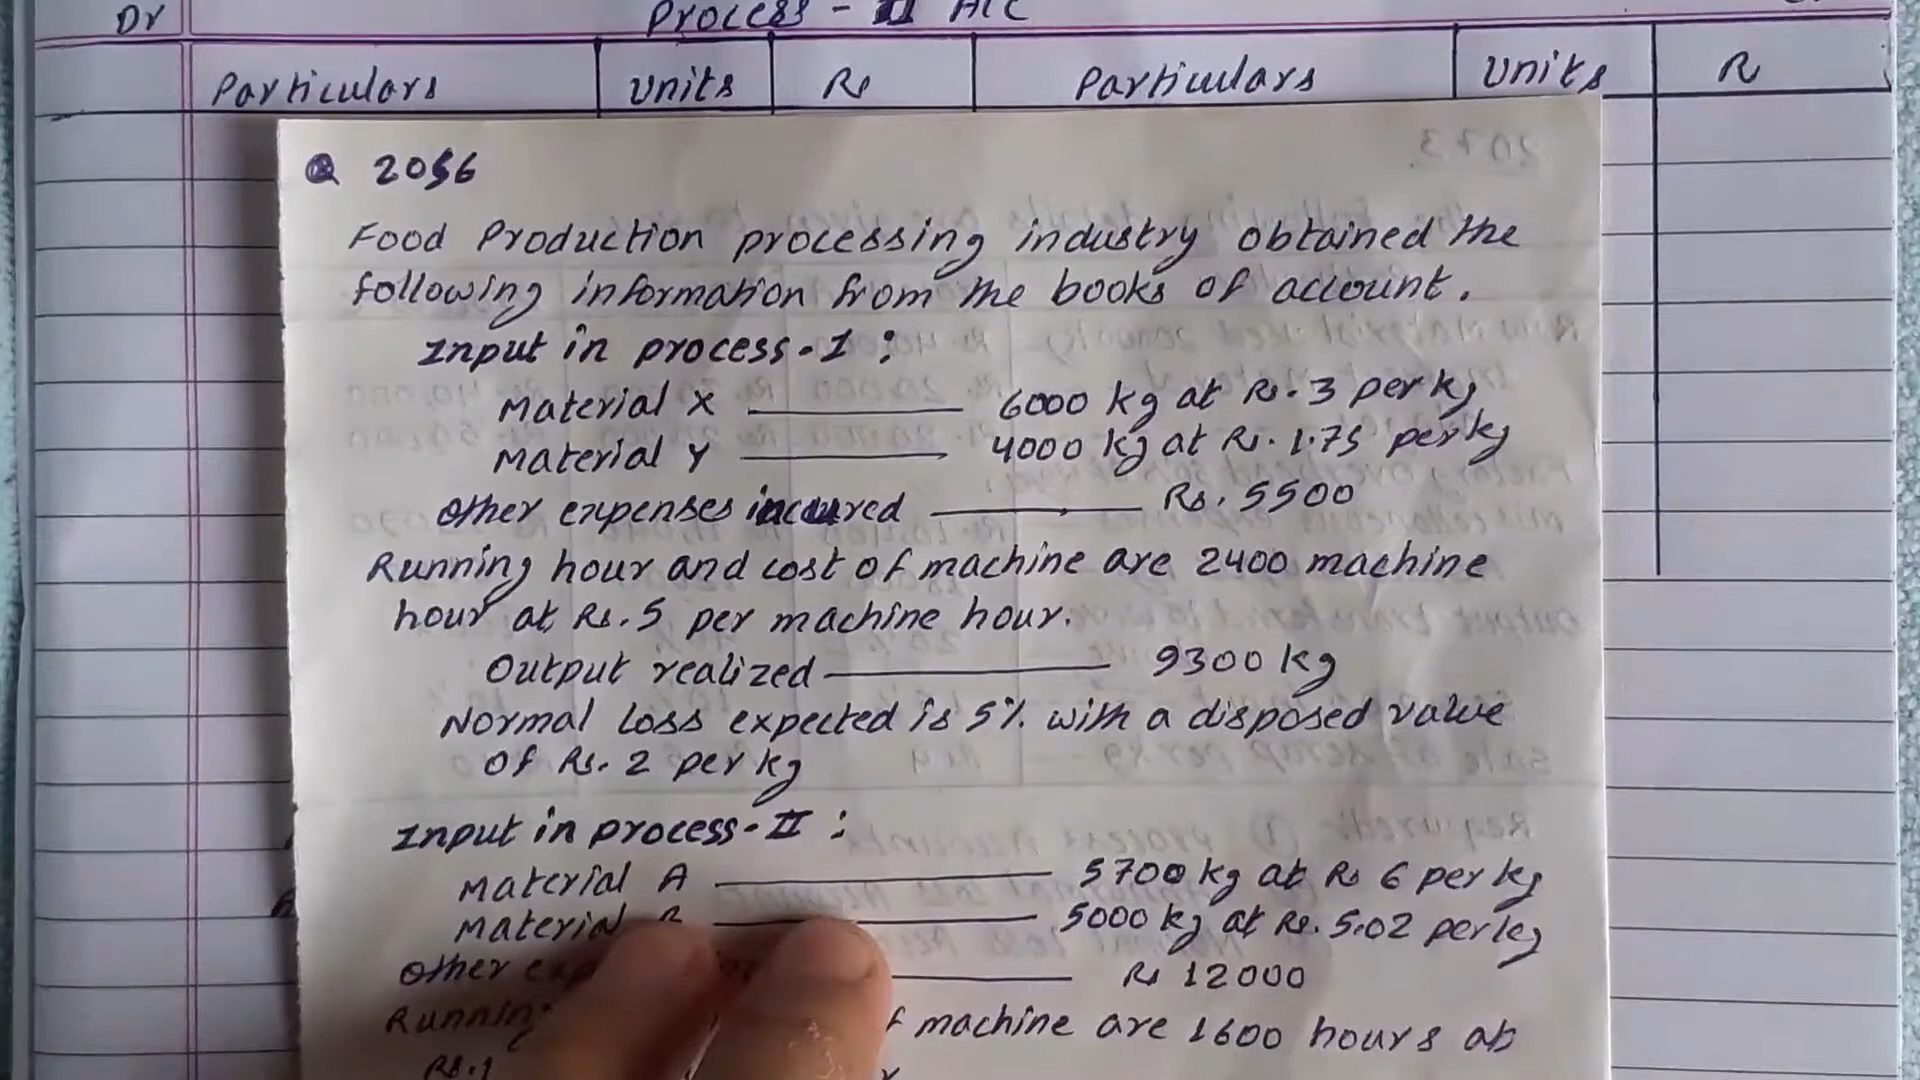 Dr Process - II A/c
Particulars Units Rs Particulars Units Rs
Q 2056
Food Production processing industry obtained the
following information from the books of account.
Input in process-I :
Material X 6000 kg at Rs. 3 per kg
Material Y 4000 kg at Rs. 1.75 per kg
Other expenses incurred Rs. 5500
Running hour and cost of machine are 2400 machine
hour at Rs. 5 per machine hour.
Output realized 9300 kg
Normal Loss expected is 5% with a disposed value
of Rs. 2 per kg
Input in process-II :
Material A 5700 kg at Rs 6 per kg
Material 5000 kg at Rs. 5.02 per kg
Other Rs 12000
Running machine are 1600 hours at
Rs.